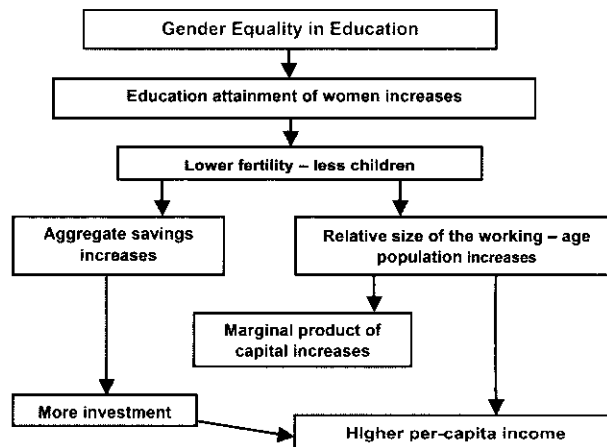 Gender Equality in Education
Education attainment of women increases
Lower fertility – less children
Aggregate savings
increases
Relative size of the working – age
population increases
Marginal product of
capital increases
More investment
Higher per-capita income